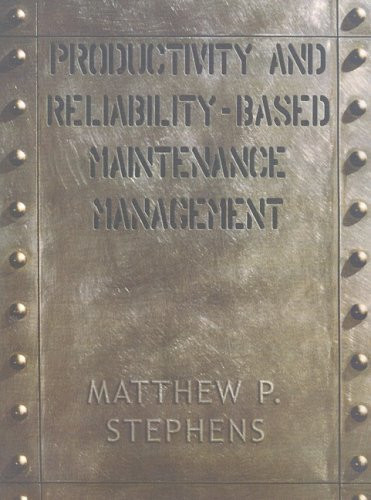 PRODUCTIVITY AND
RELIABILITY-BASED
MAINTENANCE
MANAGEMENT
MATTHEW P.
STEPHENS